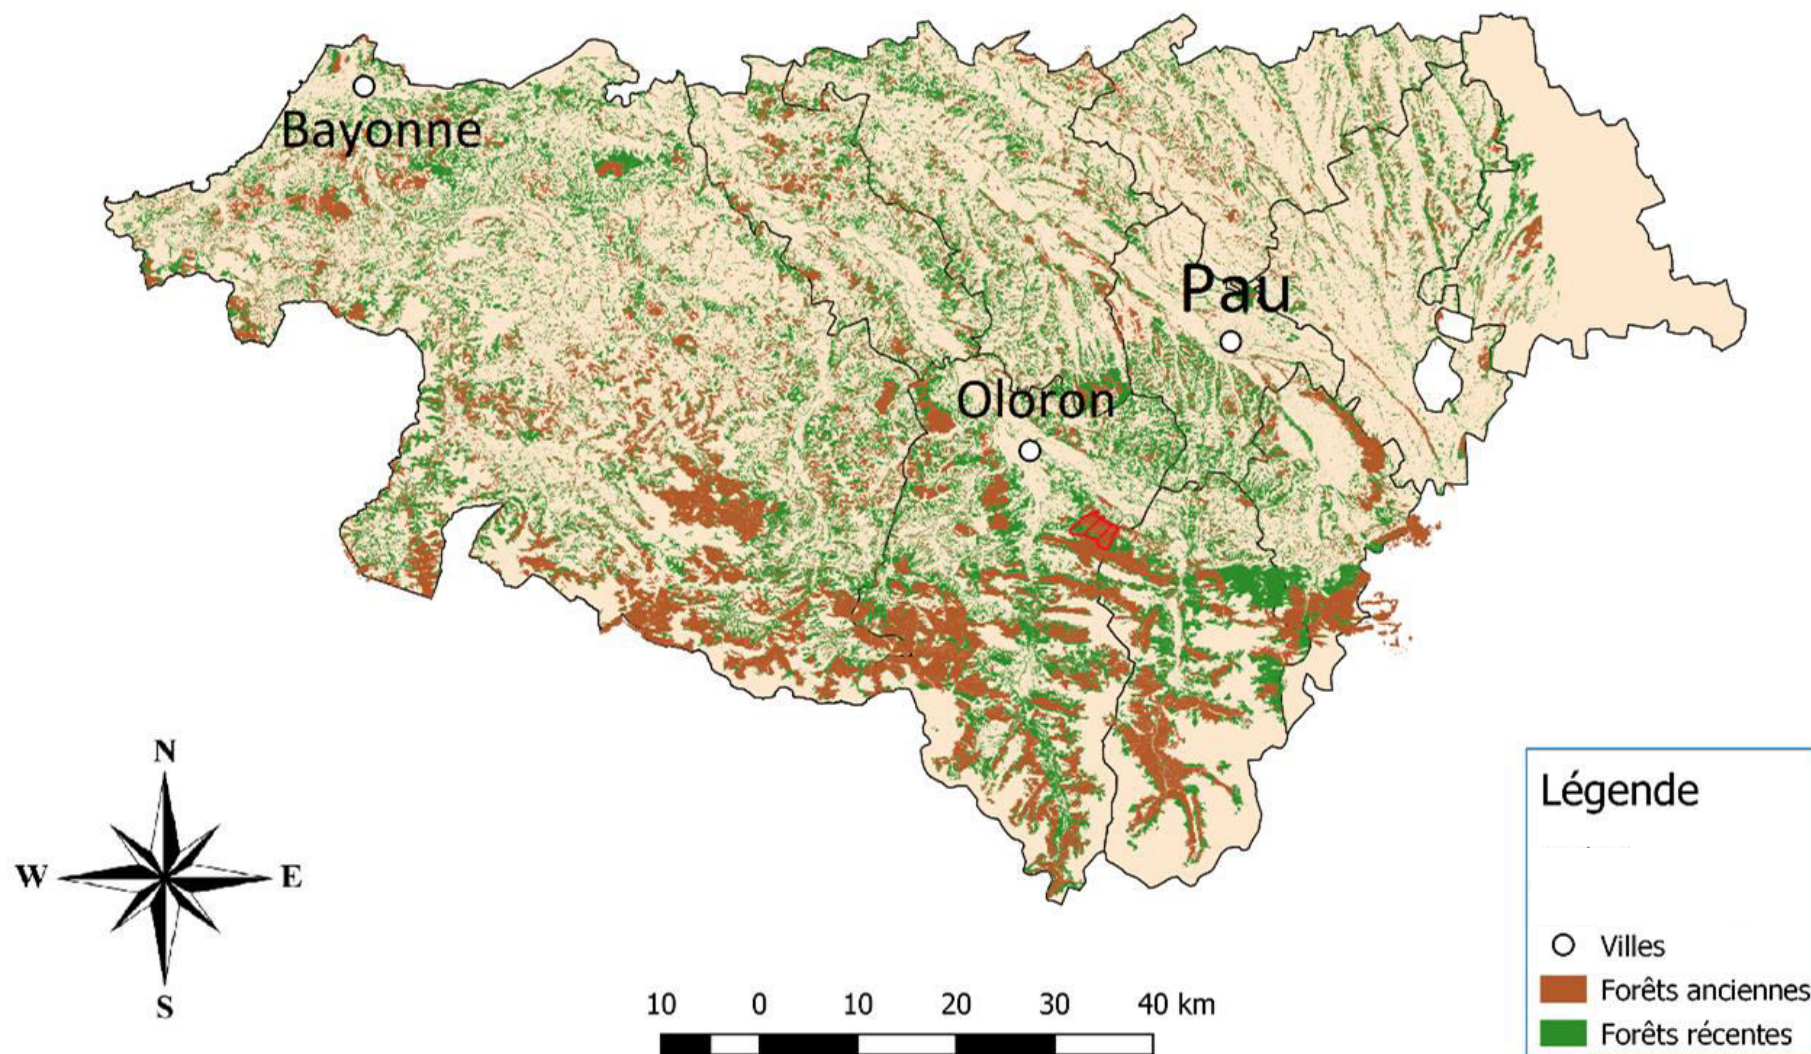 Bayonne
Pau
Oloron
N
W E
S
10 0 10 20 30 40 km
Légende
Villes
Forêts anciennes
Forêts récentes